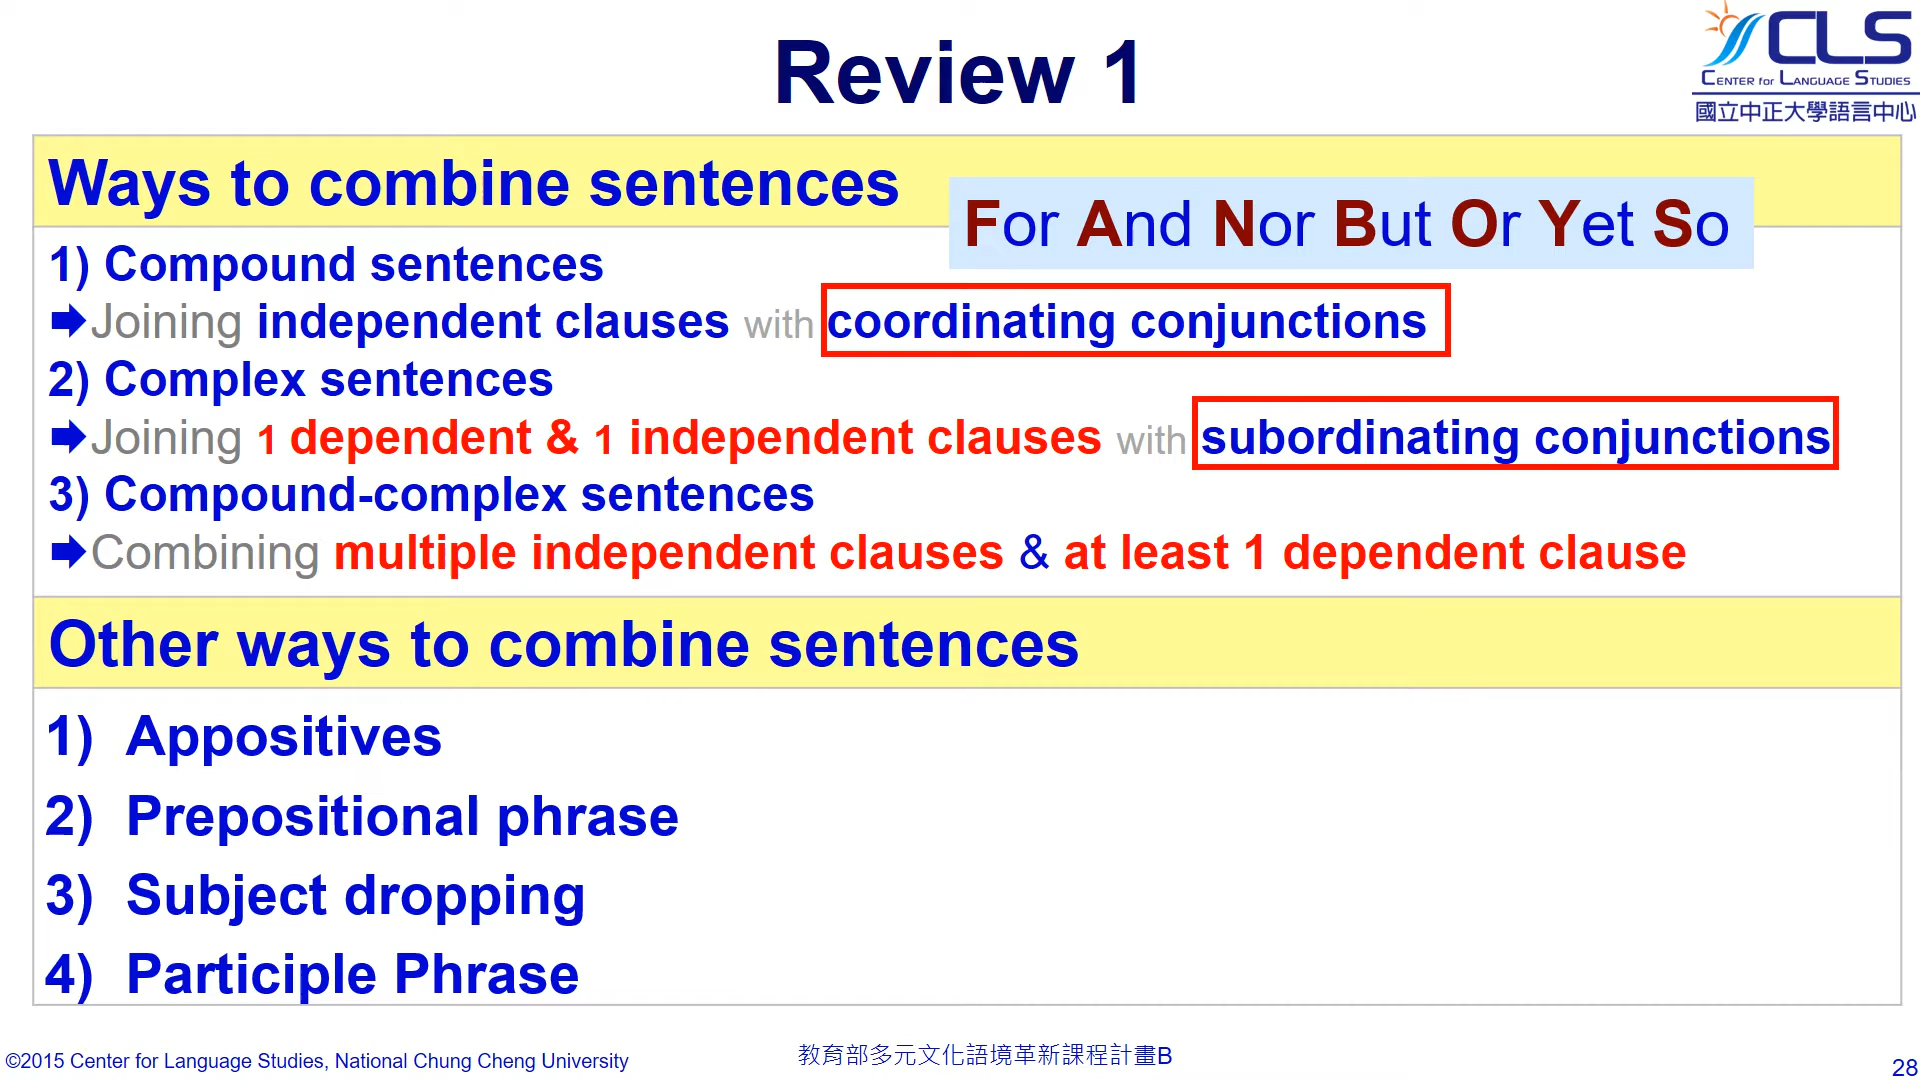 Review 1
CLS
CENTER for LANGUAGE STUDIES
國立中正大學語言中心
Ways to combine sentences
For And Nor But Or Yet So
1) Compound sentences
➡Joining independent clauses with coordinating conjunctions
2) Complex sentences
➡Joining 1 dependent & 1 independent clauses with subordinating conjunctions
3) Compound-complex sentences
➡Combining multiple independent clauses & at least 1 dependent clause
Other ways to combine sentences
1) Appositives
2) Prepositional phrase
3) Subject dropping
4) Participle Phrase
©2015 Center for Language Studies, National Chung Cheng University
教育部多元文化語境革新課程計畫B
28